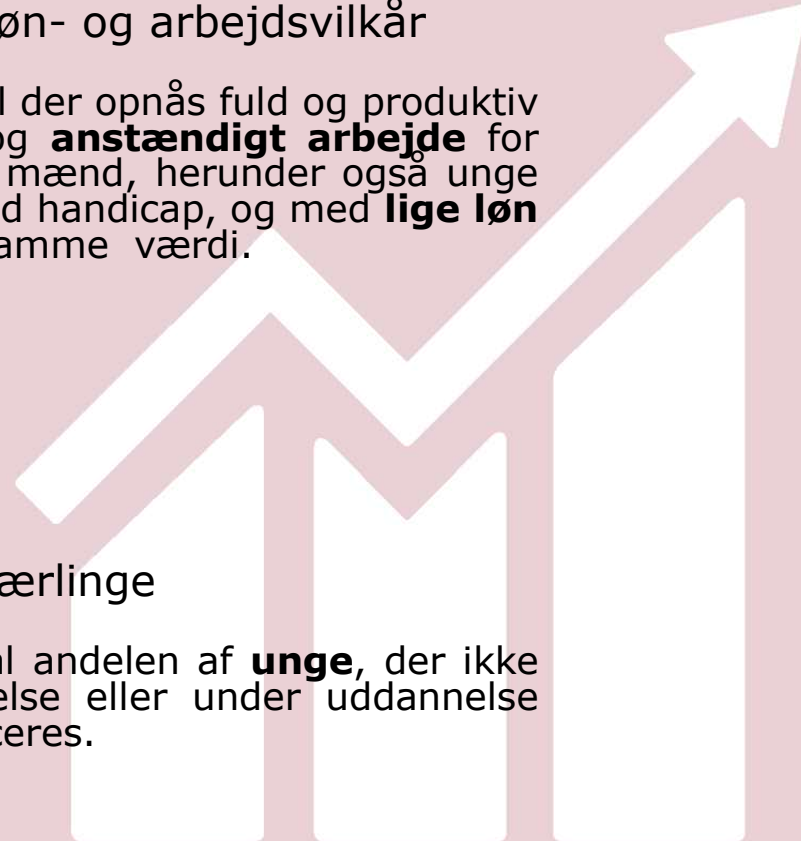 øn- og arbejdsvilkår
l der opnås fuld og produktiv
og anstændigt arbejde for
mænd, herunder også unge
d handicap, og med lige løn
amme værdi.
ærlinge
al andelen af unge, der ikke
else eller under uddannelse
ceres.